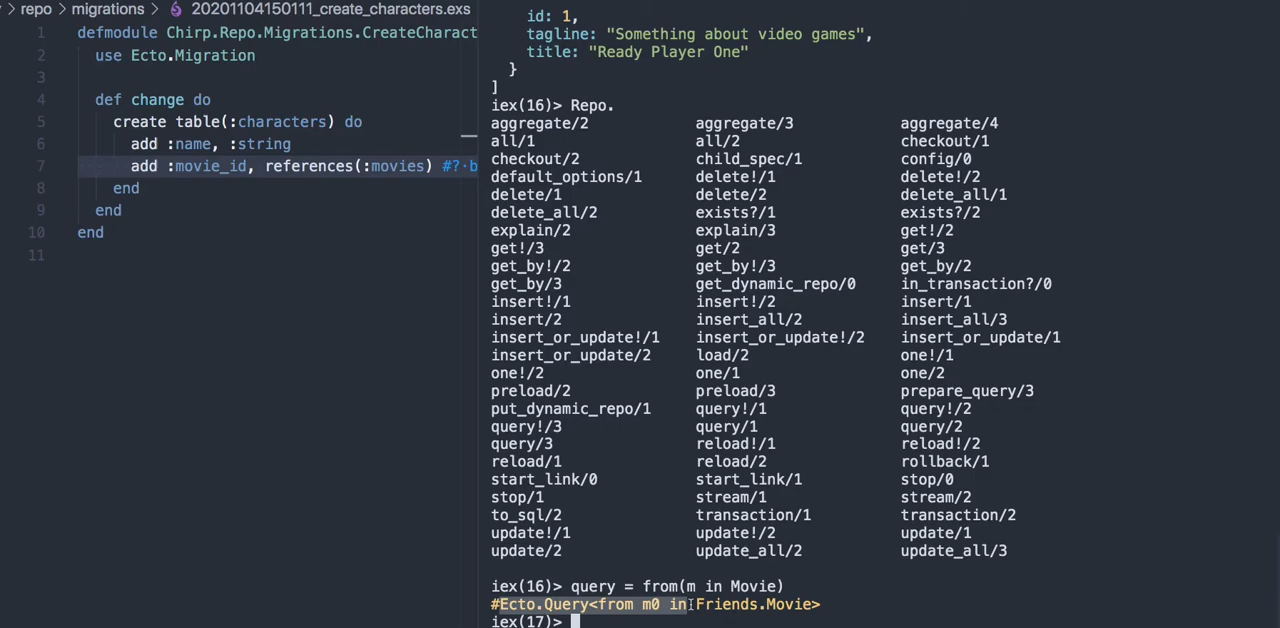 repo > migrations > 20201104150111_create_characters.exs
1 defmodule Chirp.Repo.Migrations.CreateCharact
2 use Ecto.Migration
3
4 def change do
5 create table(:characters) do
6 add :name, :string
7 add :movie_id, references(:movies) #?·b
8 end
9 end
10 end
11
id: 1,
tagline: "Something about video games",
title: "Ready Player One"
}
]
iex(16)> Repo.
aggregate/2 aggregate/3 aggregate/4
all/1 all/2 checkout/1
checkout/2 child_spec/1 config/0
default_options/1 delete!/1 delete!/2
delete/1 delete/2 delete_all/1
delete_all/2 exists?/1 exists?/2
explain/2 explain/3 get!/2
get!/3 get/2 get/3
get_by!/2 get_by!/3 get_by/2
get_by/3 get_dynamic_repo/0 in_transaction?/0
insert!/1 insert!/2 insert/1
insert/2 insert_all/2 insert_all/3
insert_or_update!/1 insert_or_update!/2 insert_or_update/1
insert_or_update/2 load/2 one!/1
one!/2 one/1 one/2
preload/2 preload/3 prepare_query/3
put_dynamic_repo/1 query!/1 query!/2
query!/3 query/1 query/2
query/3 reload!/1 reload!/2
reload/1 reload/2 rollback/1
start_link/0 start_link/1 stop/0
stop/1 stream/1 stream/2
to_sql/2 transaction/1 transaction/2
update!/1 update!/2 update/1
update/2 update_all/2 update_all/3
iex(16)> query = from(m in Movie)
#Ecto.Query<from m0 in Friends.Movie>
iex(17)>